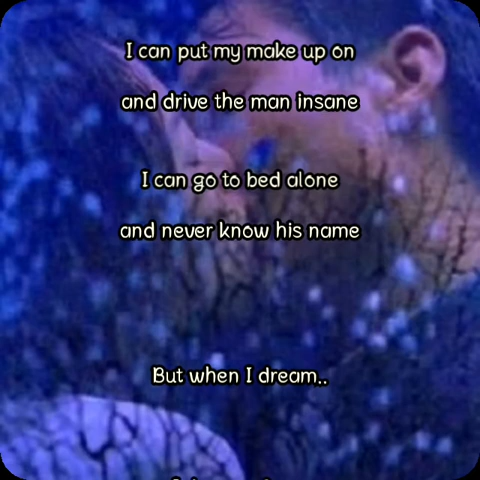 I can put my make up on
and drive the man insane
I can go to bed alone
and never know his name
But when I dream..